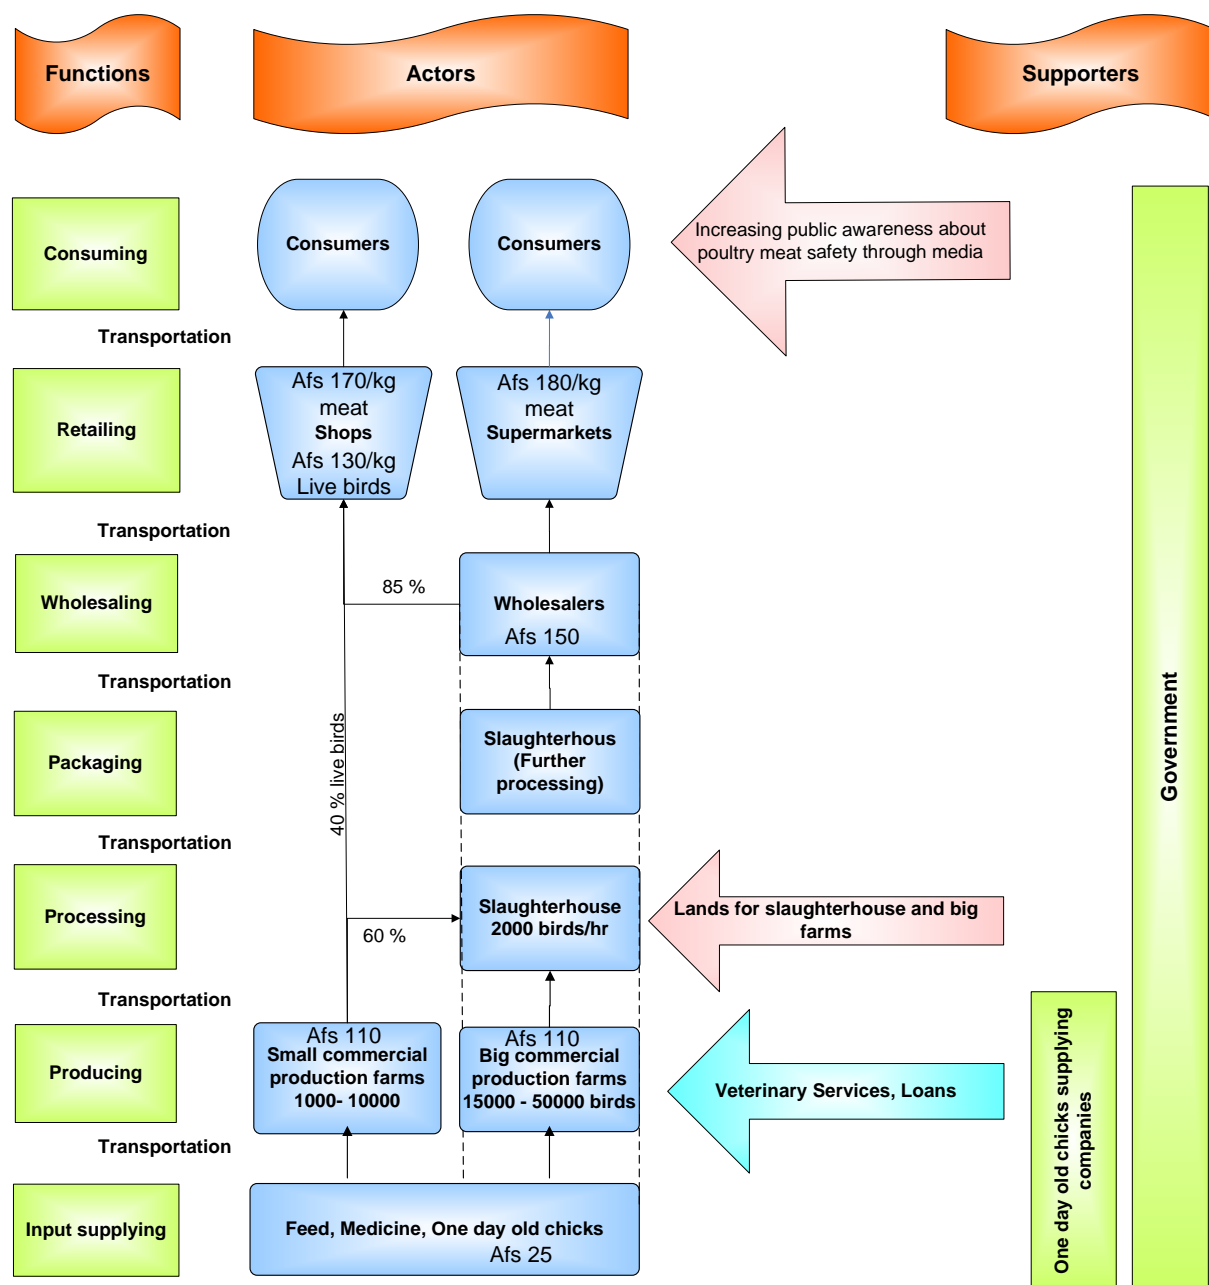 Functions
Actors
Supporters
Consuming
Consumers
Consumers
Increasing public awareness about
poultry meat safety through media
Transportation
Retailing
Afs 170/kg
meat
Shops
Afs 130/kg
Live birds
Afs 180/kg
meat
Supermarkets
Transportation
Wholesaling
85 %
Wholesalers
Afs 150
Transportation
Packaging
40 % live birds
Slaughterhous
(Further
processing)
Government
Transportation
Processing
60 %
Slaughterhouse
2000 birds/hr
Lands for slaughterhouse and big
farms
Transportation
Producing
Afs 110
Small commercial
production farms
1000- 10000
Afs 110
Big commercial
production farms
15000 - 50000 birds
Veterinary Services, Loans
One day old chicks supplying
companies
Transportation
Input supplying
Feed, Medicine, One day old chicks
Afs 25